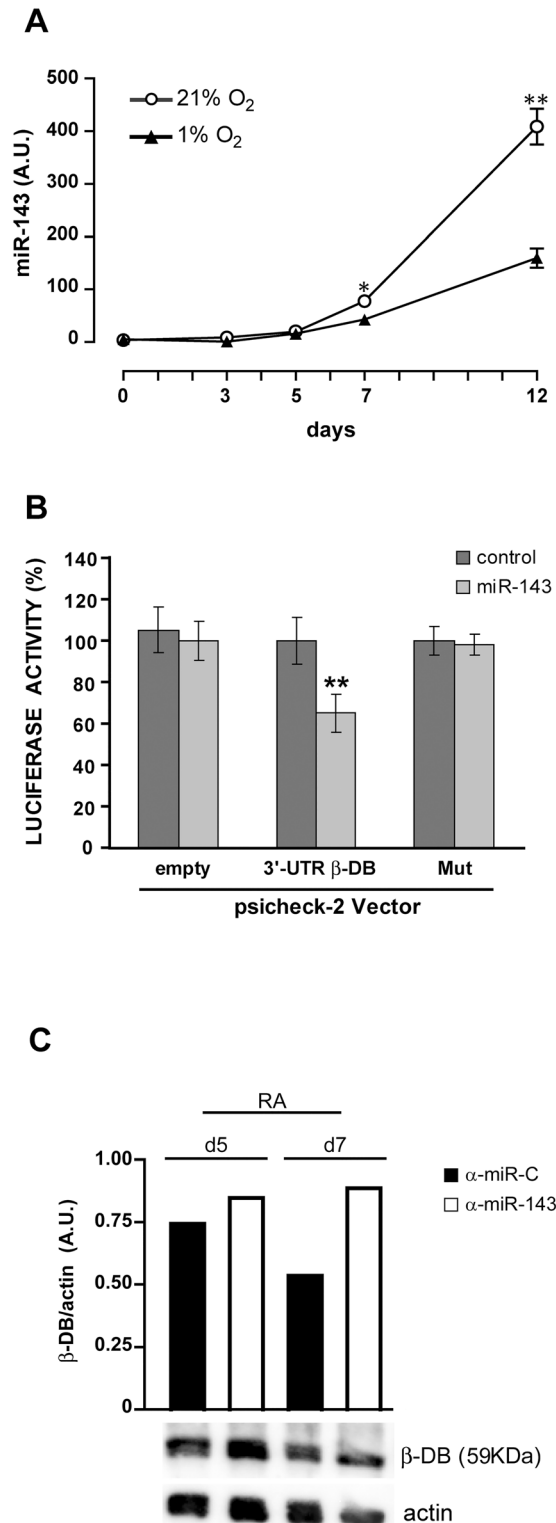 A
500
400
300
200
100
0
miR-143 (A.U.)
21% O₂
1% O₂
*
**
0 3 5 7 12
days
B
140
120
100
80
60
40
20
0
LUCIFERASE ACTIVITY (%)
control
miR-143
**
empty 3'-UTR β-DB Mut
psicheck-2 Vector
C
RA
d5 d7
1.00
0.75
0.50
0.25
0
β-DB/actin (A.U.)
α-miR-C
α-miR-143
β-DB (59KDa)
actin